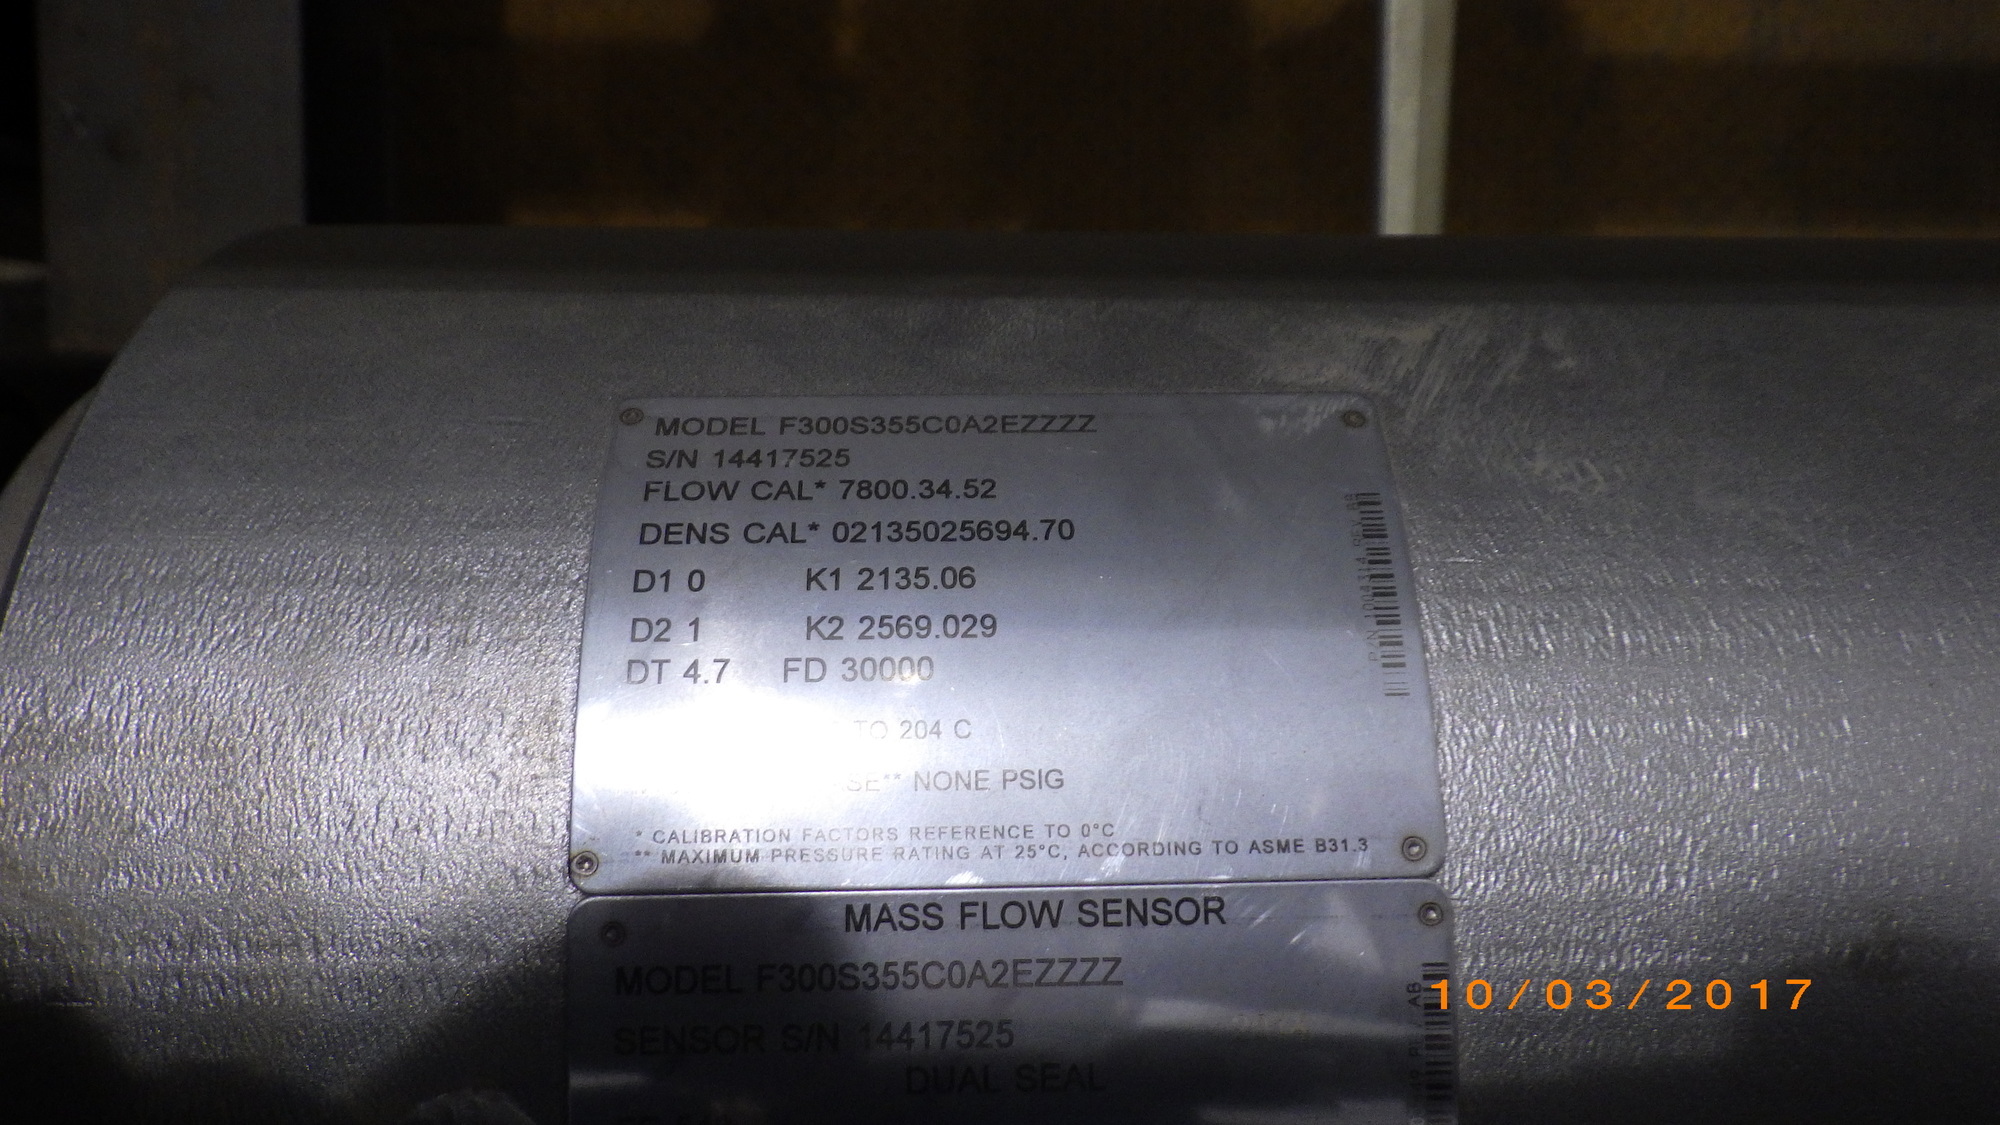 MODEL F300S355C0A2EZZZZ
S/N 14417525
FLOW CAL* 7800.34.52
DENS CAL* 02135025694.70
D1 0 K1 2135.06
D2 1 K2 2569.029
DT 4.7 FD 30000
TO 204 C
NONE PSIG
* CALIBRATION FACTORS REFERENCE TO 0°C
** MAXIMUM PRESSURE RATING AT 25°C, ACCORDING TO ASME B31.3
MASS FLOW SENSOR
MODEL F300S355C0A2EZZZZ
SENSOR S/N 14417525
DUAL SEAL
10/03/2017